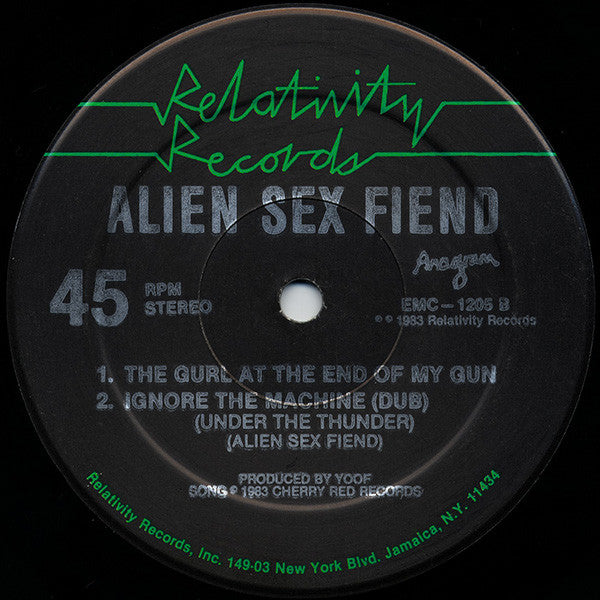 Relativity
Records
ALIEN SEX FIEND
Anagram
45 RPM
STEREO
EMC-1205 B
℗ © 1983 Relativity Records
1. THE GURL AT THE END OF MY GUN
2. IGNORE THE MACHINE (DUB)
(UNDER THE THUNDER)
(ALIEN SEX FIEND)
PRODUCED BY YOOF
SONG ℗ 1983 CHERRY RED RECORDS
Relativity Records, Inc. 149-03 New York Blvd. Jamaica, N.Y. 11434